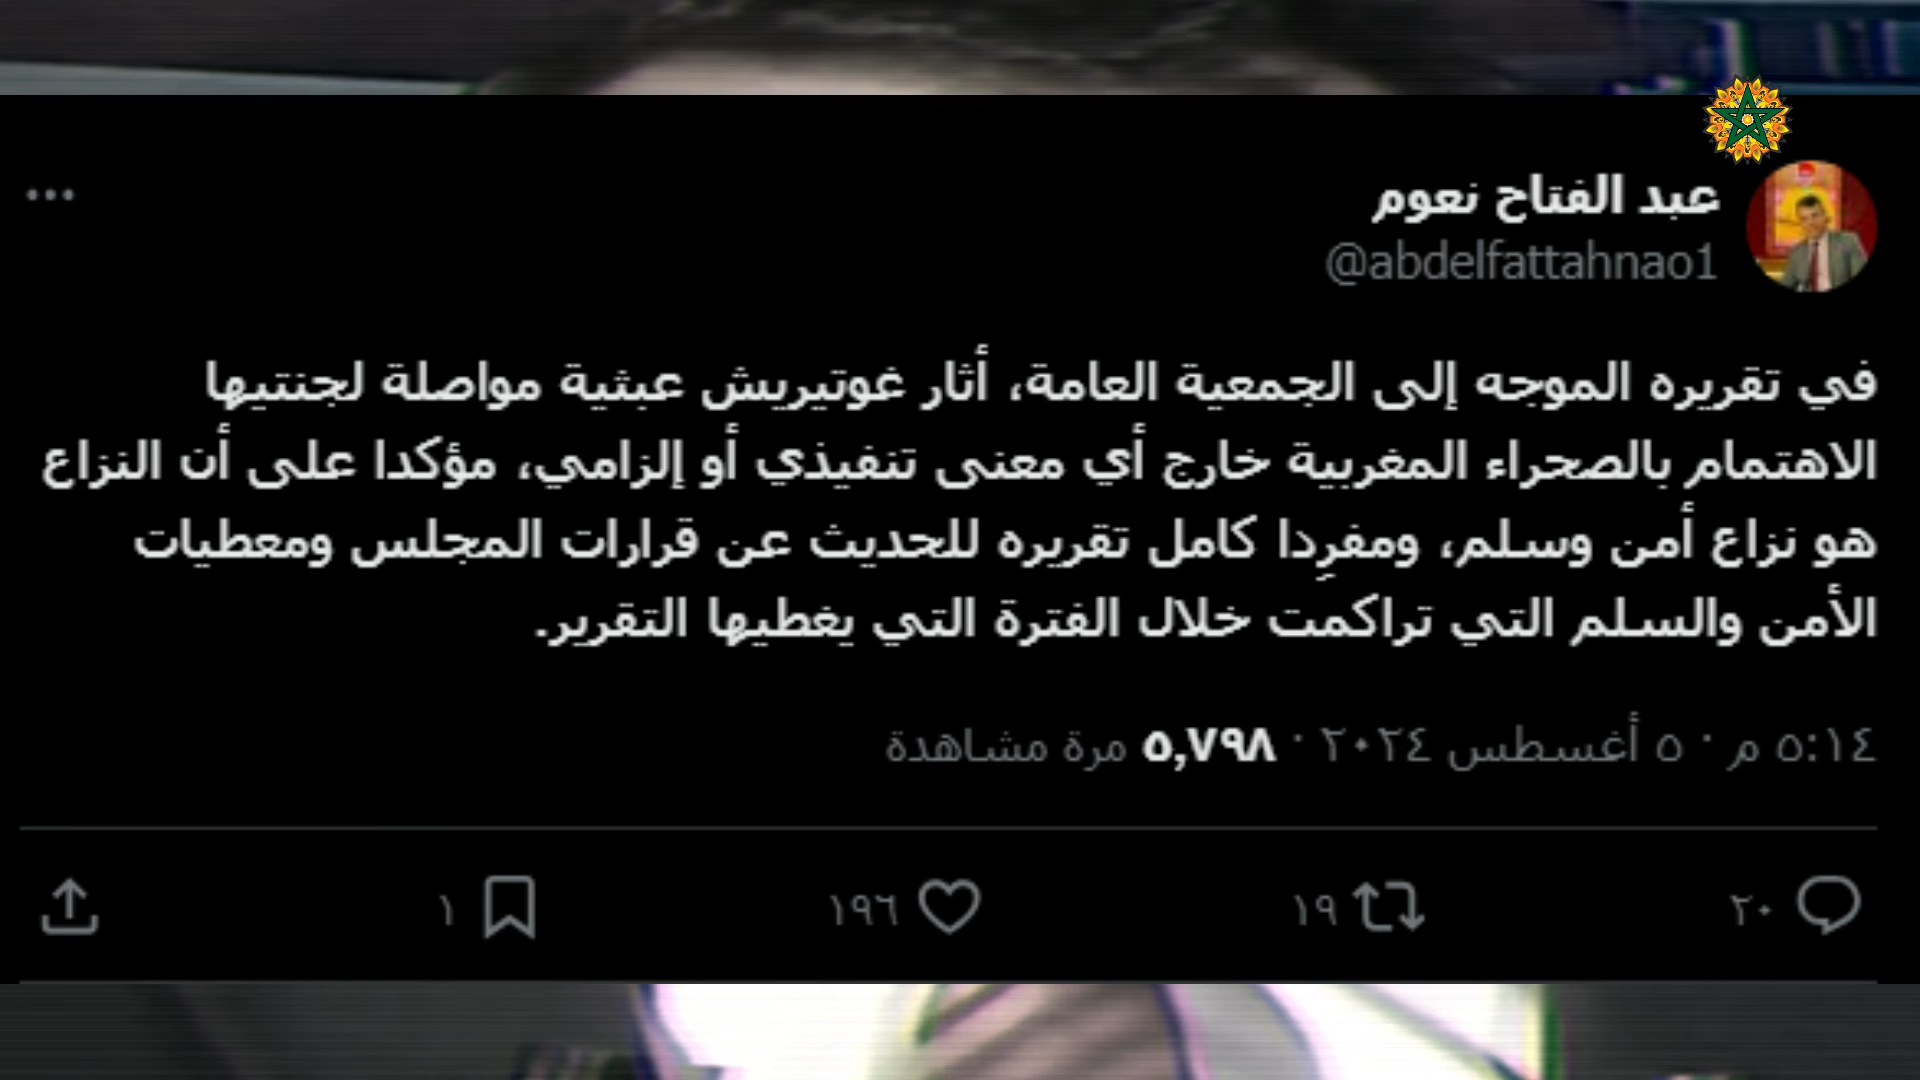 عبد الفتاح نعوم
@abdelfattahnao1
في تقريره الموجه إلى الجمعية العامة، أثار غوتيريش عبثية مواصلة لجنتيها
الاهتمام بالصحراء المغربية خارج أي معنى تنفيذي أو إلزامي، مؤكدا على أن النزاع
هو نزاع أمن وسلم، ومفرِدا كامل تقريره للحديث عن قرارات المجلس ومعطيات
الأمن والسلم التي تراكمت خلال الفترة التي يغطيها التقرير.
٥:١٤ م · ٥ أغسطس ٢٠٢٤ · ٥,٧٩٨ مرة مشاهدة
٢٠ ١٩ ١٩٦ ١